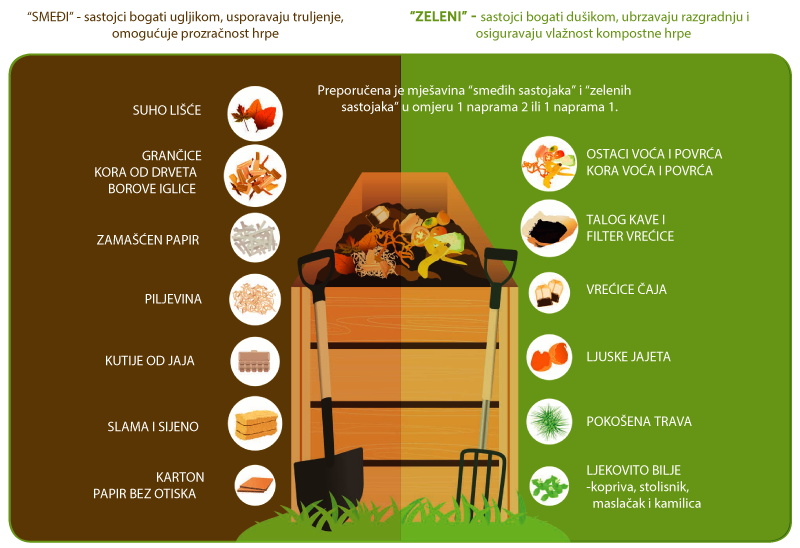 “SMEĐI” - sastojci bogati ugljikom, usporavaju truljenje,
omogućuje prozračnost hrpe
”ZELENI” - sastojci bogati dušikom, ubrzavaju razgradnju i
osiguravaju vlažnost kompostne hrpe
Preporučena je mješavina “smeđih sastojaka” i “zelenih
sastojaka” u omjeru 1 naprama 2 ili 1 naprama 1.
SUHO LIŠĆE
GRANČICE
KORA OD DRVETA
BOROVE IGLICE
ZAMAŠĆEN PAPIR
PILJEVINA
KUTIJE OD JAJA
SLAMA I SIJENO
KARTON
PAPIR BEZ OTISKA
OSTACI VOĆA I POVRĆA
KORA VOĆA I POVRĆA
TALOG KAVE I
FILTER VREĆICE
VREĆICE ČAJA
LJUSKE JAJETA
POKOŠENA TRAVA
LJEKOVITO BILJE
-kopriva, stolisnik,
maslačak i kamilica